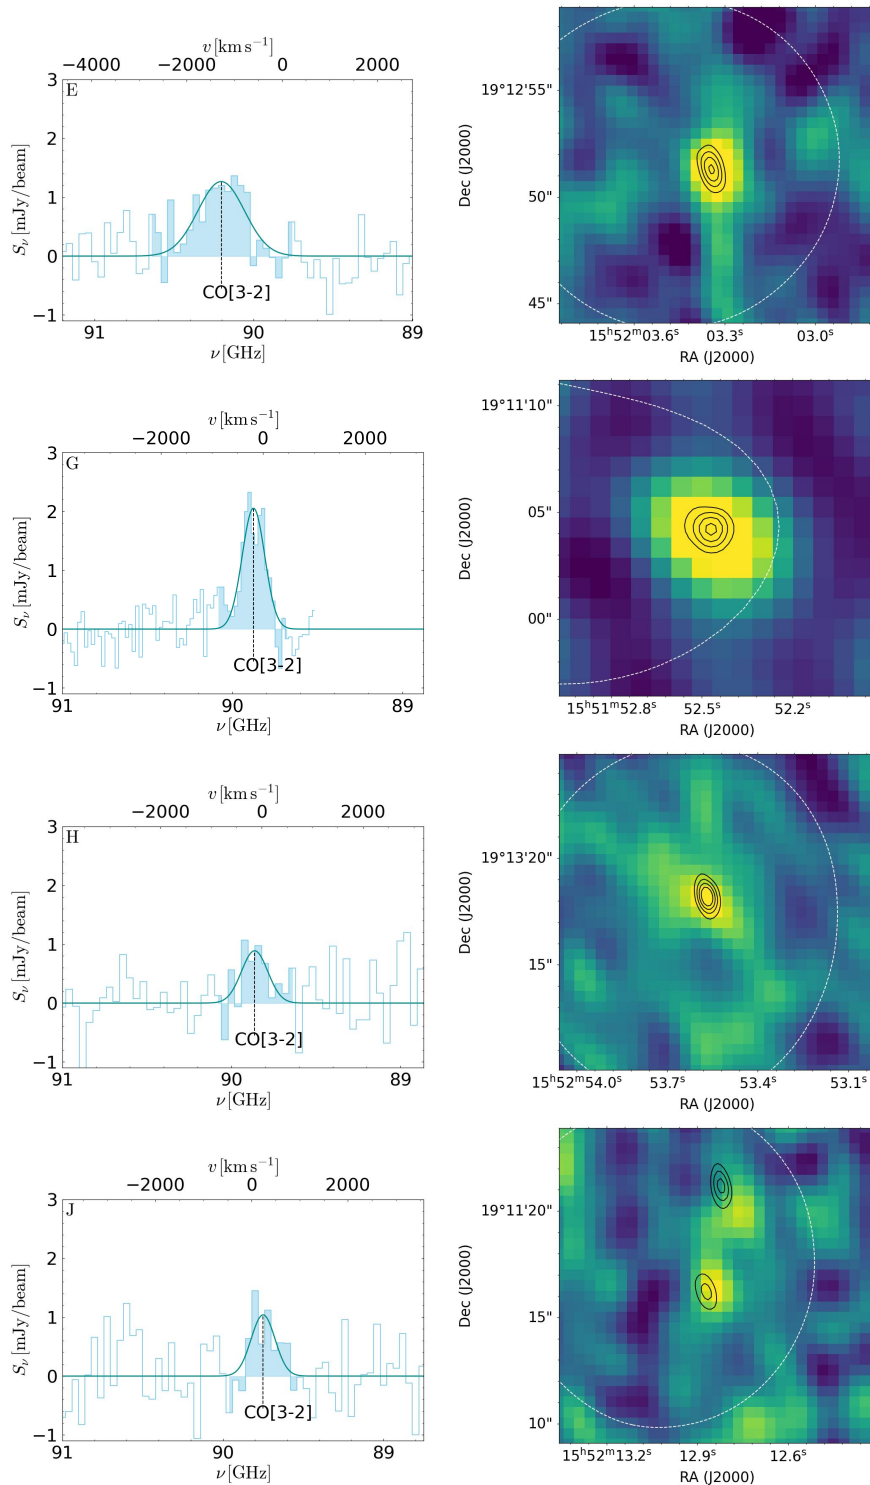 v [km s⁻¹]
−4000 −2000 0 2000
E
3
2
1
0
−1
S_ν [mJy/beam]
CO[3-2]
91 90 89
ν [GHz]
19°12'55"
50"
45"
Dec (J2000)
15ʰ52ᵐ03.6ˢ 03.3ˢ 03.0ˢ
RA (J2000)
v [km s⁻¹]
−2000 0 2000
G
3
2
1
0
−1
S_ν [mJy/beam]
CO[3-2]
91 90 89
ν [GHz]
19°11'10"
05"
00"
Dec (J2000)
15ʰ51ᵐ52.8ˢ 52.5ˢ 52.2ˢ
RA (J2000)
v [km s⁻¹]
−2000 0 2000
H
3
2
1
0
−1
S_ν [mJy/beam]
CO[3-2]
91 90 89
ν [GHz]
19°13'20"
15"
Dec (J2000)
15ʰ52ᵐ54.0ˢ 53.7ˢ 53.4ˢ 53.1ˢ
RA (J2000)
v [km s⁻¹]
−2000 0 2000
J
3
2
1
0
−1
S_ν [mJy/beam]
CO[3-2]
91 90 89
ν [GHz]
19°11'20"
15"
10"
Dec (J2000)
15ʰ52ᵐ13.2ˢ 12.9ˢ 12.6ˢ
RA (J2000)